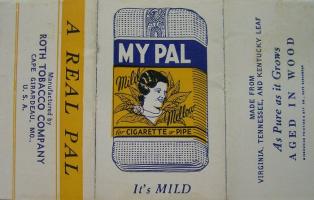 Manufactured by
ROTH TOBACCO COMPANY
CAPE GIRARDEAU, MO.
U. S. A.
A REAL PAL
MY PAL
Mild
Mellow
for CIGARETTE or PIPE
It's MILD
MADE FROM
VIRGINIA, TENNESSEE, AND KENTUCKY LEAF
As Pure as it Grows
AGED IN WOOD